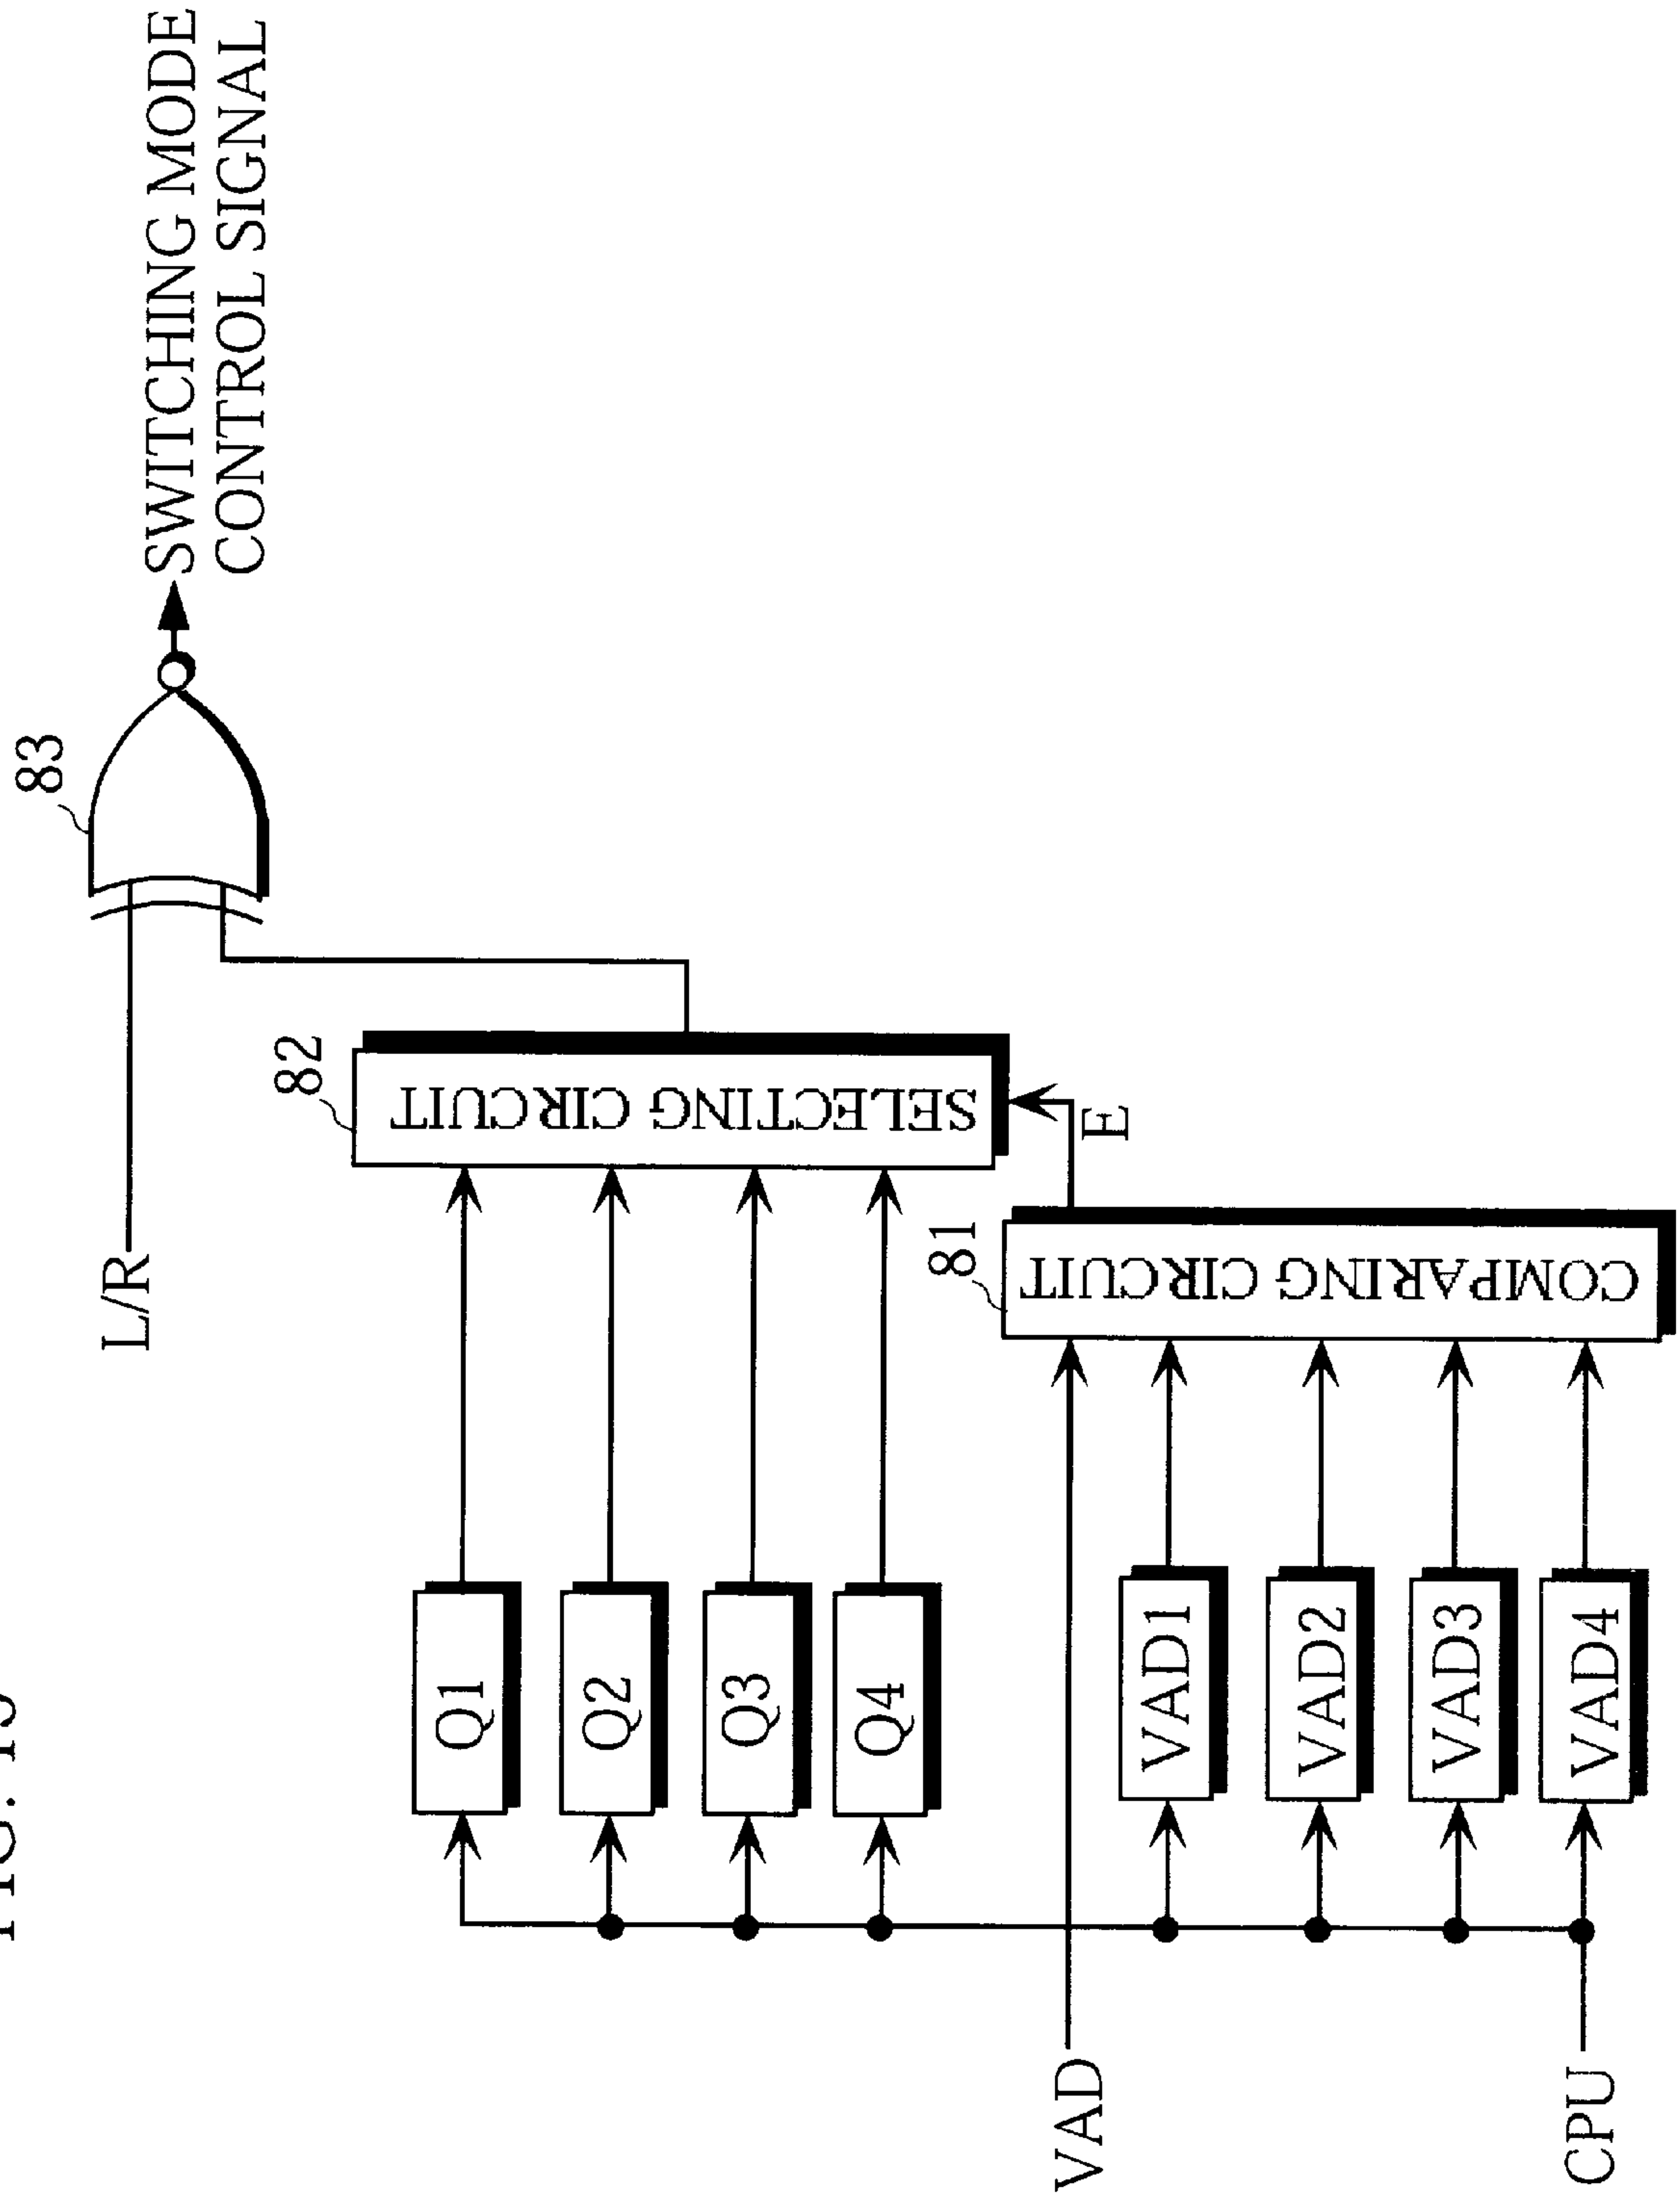 83
SWITCHING MODE
CONTROL SIGNAL
L/R
82
SELECTING CIRCUIT
E
81
COMPARING CIRCUIT
Q1
Q2
Q3
Q4
VAD1
VAD2
VAD3
VAD4
VAD
CPU